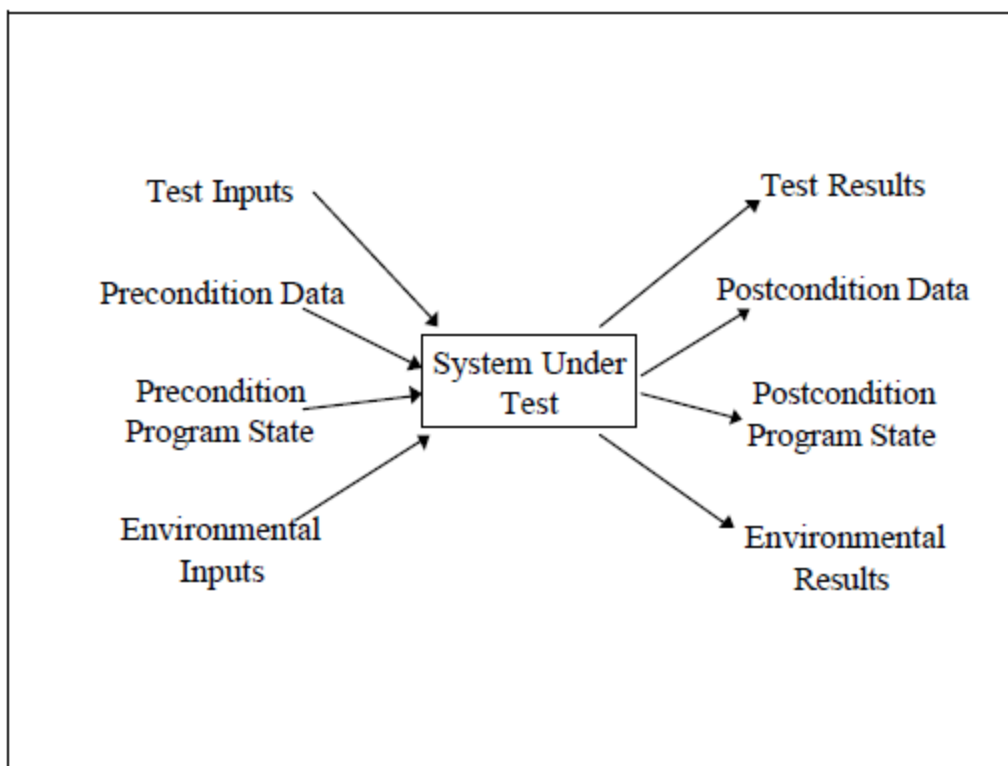 Test Inputs
Precondition Data
Precondition
Program State
Environmental
Inputs
System Under
Test
Test Results
Postcondition Data
Postcondition
Program State
Environmental
Results